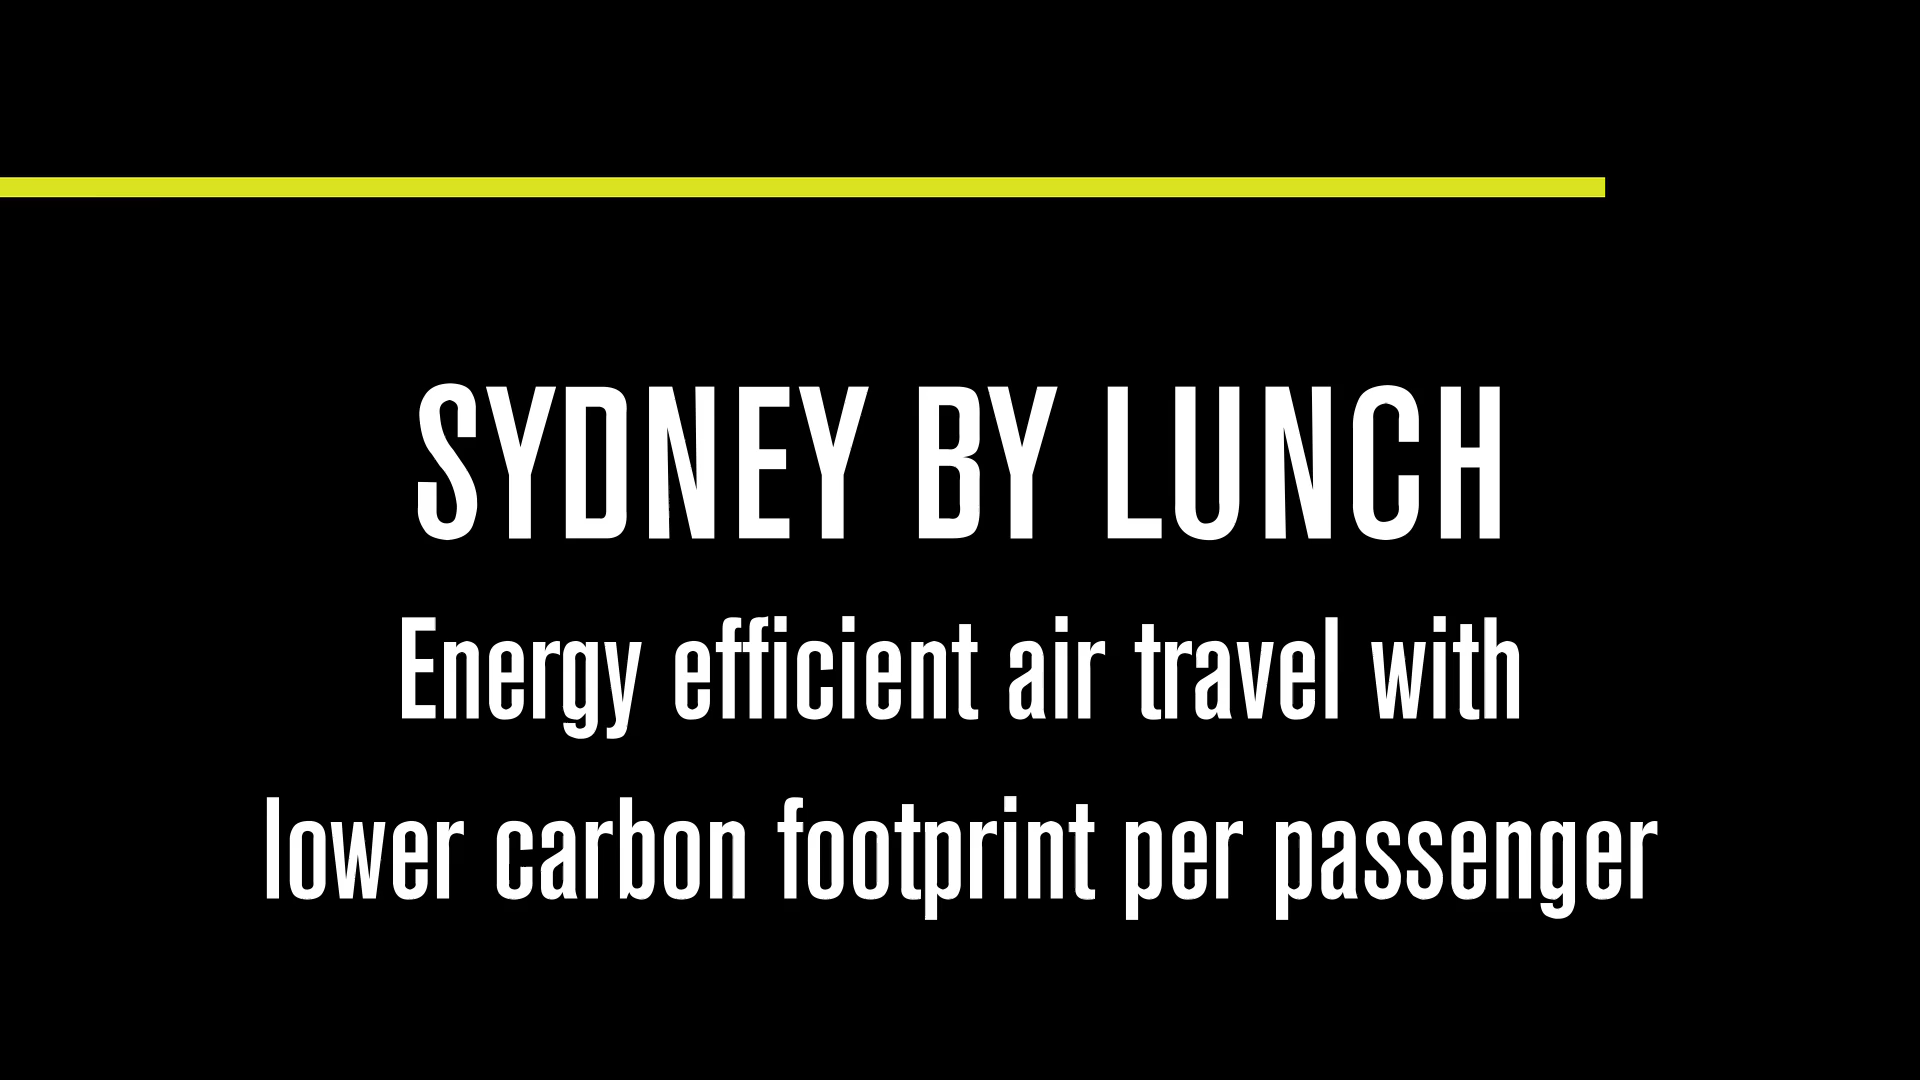 SYDNEY BY LUNCH
Energy efficient air travel with
lower carbon footprint per passenger